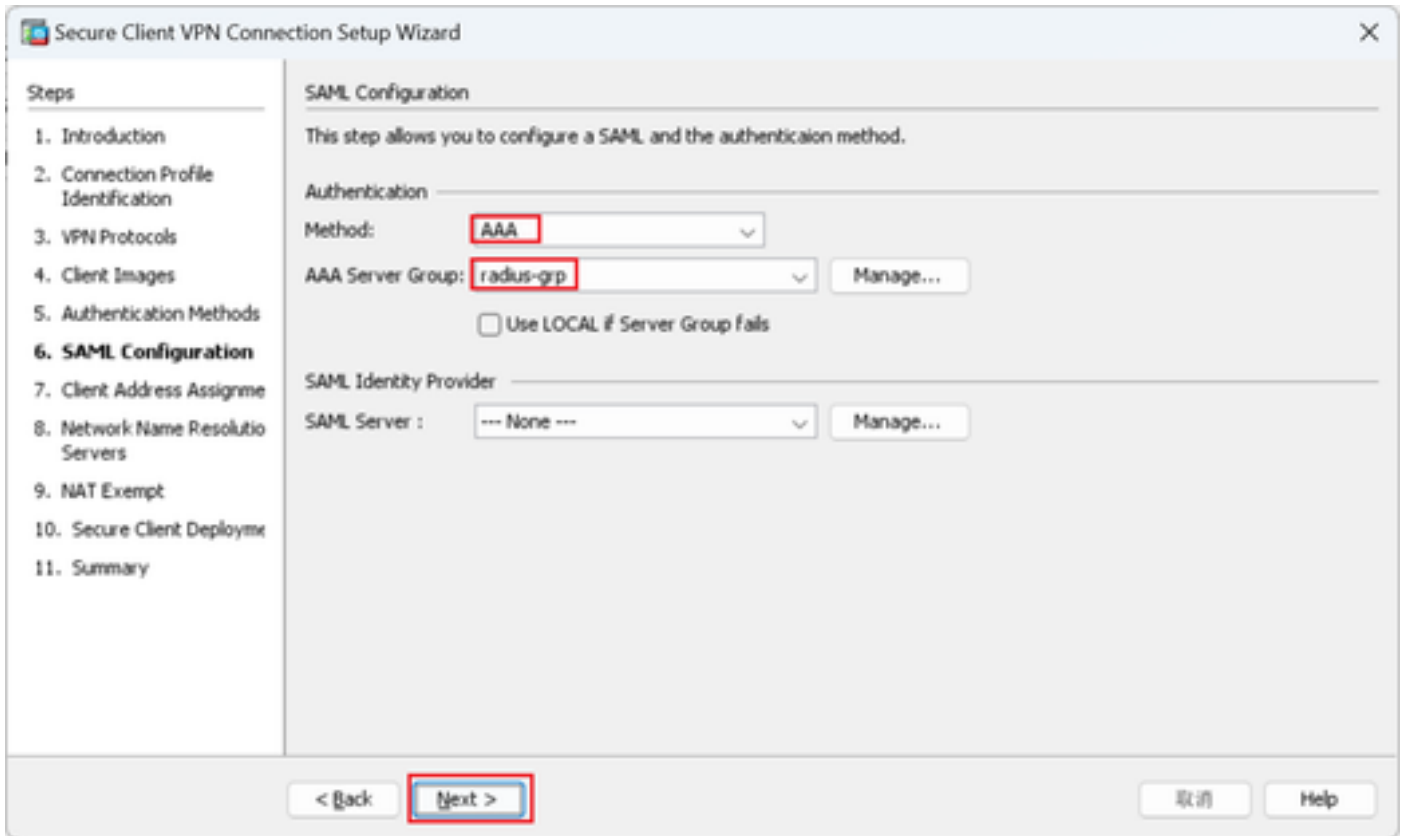 Secure Client VPN Connection Setup Wizard
Steps
1. Introduction
2. Connection Profile
Identification
3. VPN Protocols
4. Client Images
5. Authentication Methods
6. SAML Configuration
7. Client Address Assignme
8. Network Name Resolutio
Servers
9. NAT Exempt
10. Secure Client Deployme
11. Summary
SAML Configuration
This step allows you to configure a SAML and the authenticaion method.
Authentication
Method: AAA
AAA Server Group: radius-grp Manage...
Use LOCAL if Server Group fails
SAML Identity Provider
SAML Server : --- None --- Manage...
< Back Next > 取消 Help